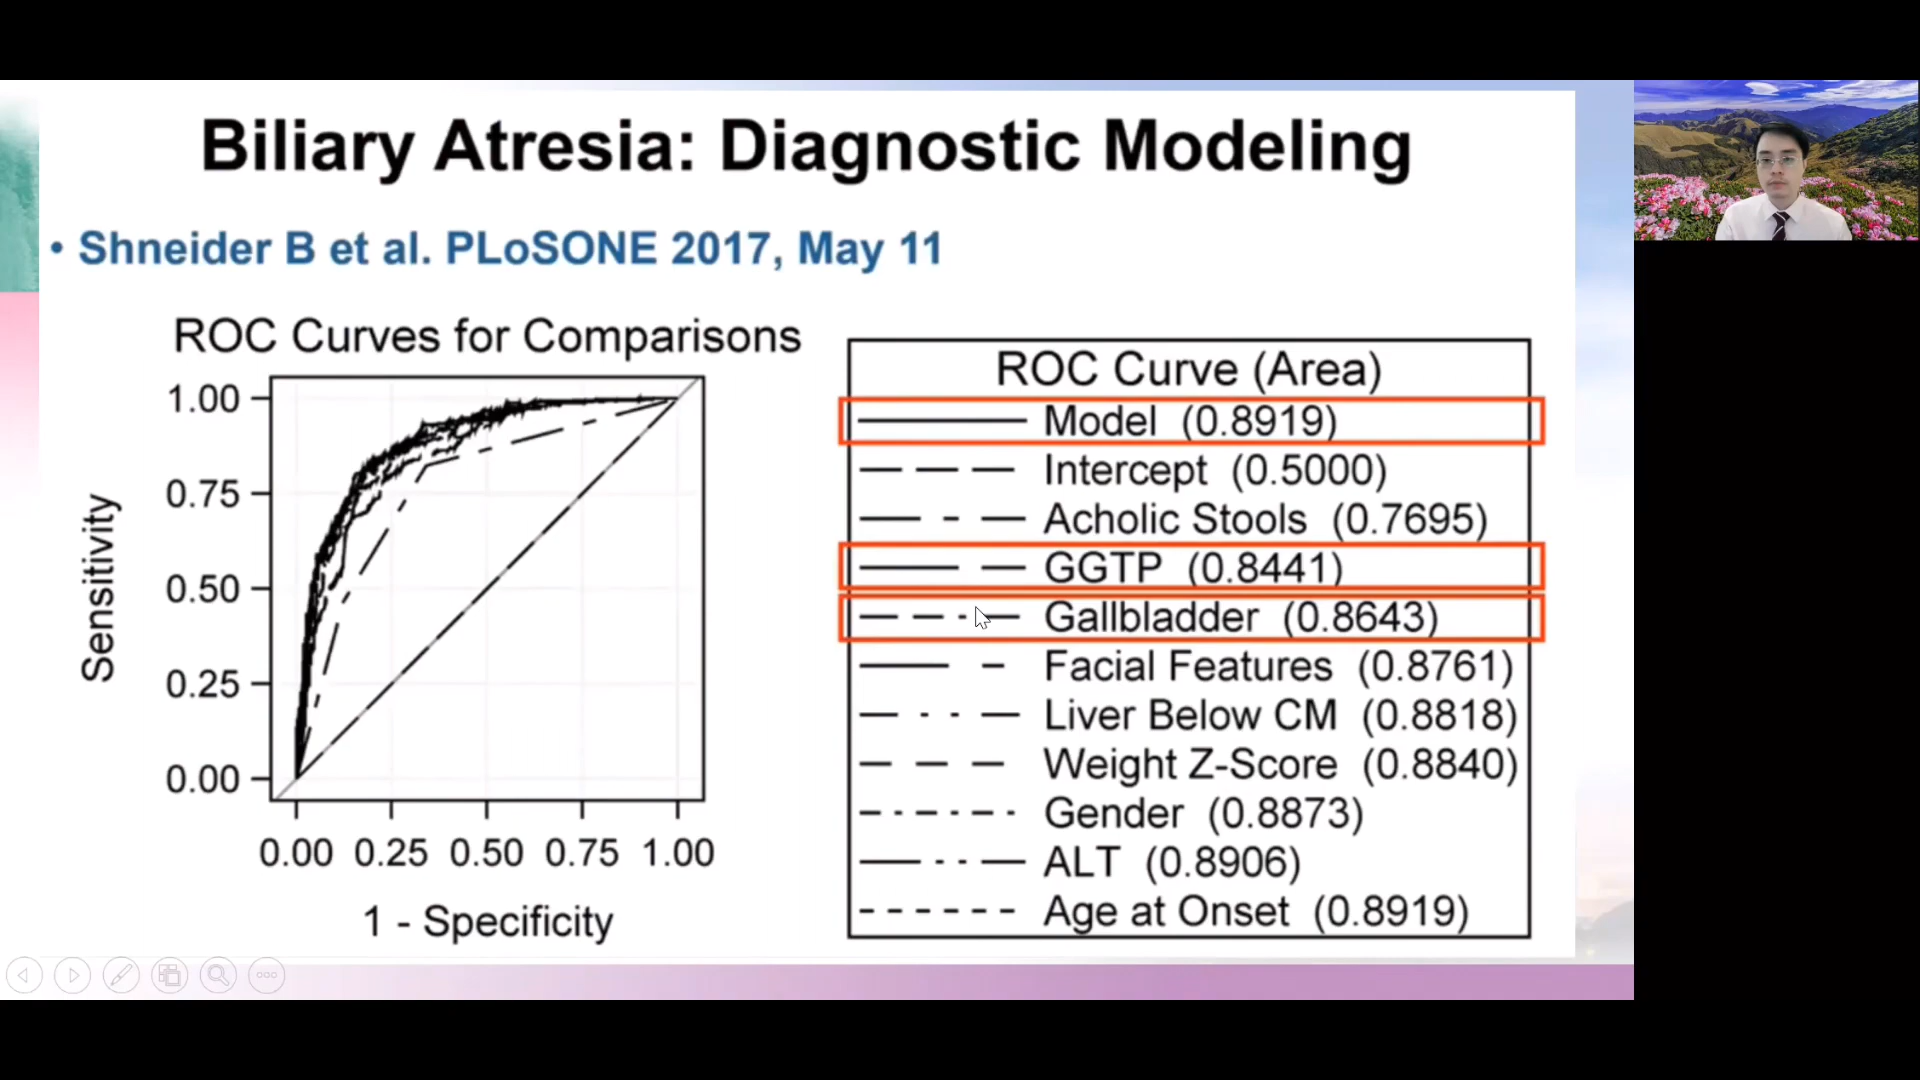 Biliary Atresia: Diagnostic Modeling
• Shneider B et al. PLoSONE 2017, May 11
ROC Curves for Comparisons
1.00
0.75
0.50
0.25
0.00
Sensitivity
0.00 0.25 0.50 0.75 1.00
1 - Specificity
ROC Curve (Area)
Model (0.8919)
Intercept (0.5000)
Acholic Stools (0.7695)
GGTP (0.8441)
Gallbladder (0.8643)
Facial Features (0.8761)
Liver Below CM (0.8818)
Weight Z-Score (0.8840)
Gender (0.8873)
ALT (0.8906)
Age at Onset (0.8919)